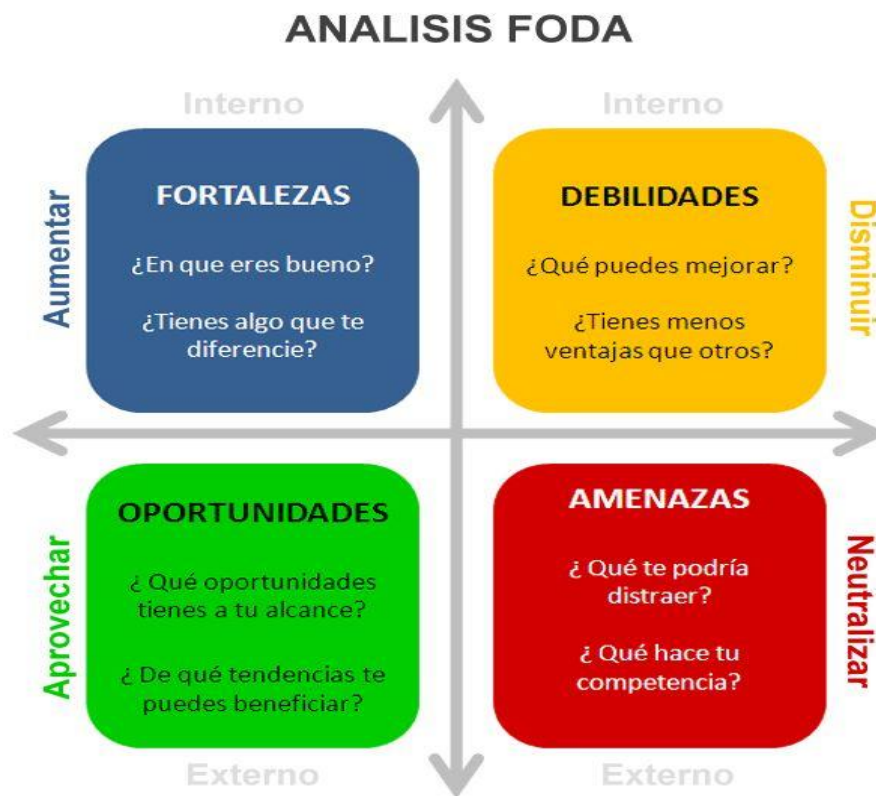 ANALISIS FODA
Interno
Interno
Aumentar
FORTALEZAS
¿En que eres bueno?
¿Tienes algo que te
diferencie?
DEBILIDADES
¿Qué puedes mejorar?
¿Tienes menos
ventajas que otros?
Disminuir
Aprovechar
OPORTUNIDADES
¿ Qué oportunidades
tienes a tu alcance?
¿ De qué tendencias te
puedes beneficiar?
AMENAZAS
¿ Qué te podría
distraer?
¿ Qué hace tu
competencia?
Neutralizar
Externo
Externo